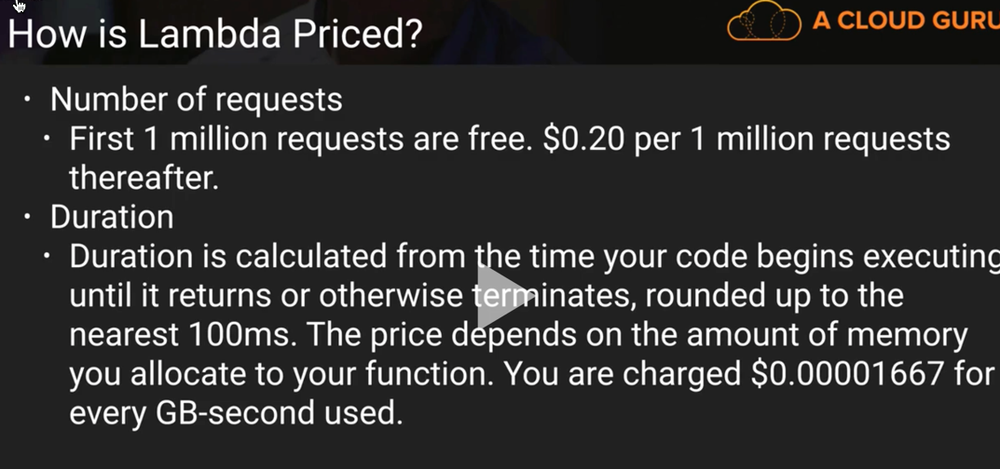 How is Lambda Priced?
A CLOUD GURU
• Number of requests
• First 1 million requests are free. $0.20 per 1 million requests
thereafter.
• Duration
• Duration is calculated from the time your code begins executing
until it returns or otherwise terminates, rounded up to the
nearest 100ms. The price depends on the amount of memory
you allocate to your function. You are charged $0.00001667 for
every GB-second used.